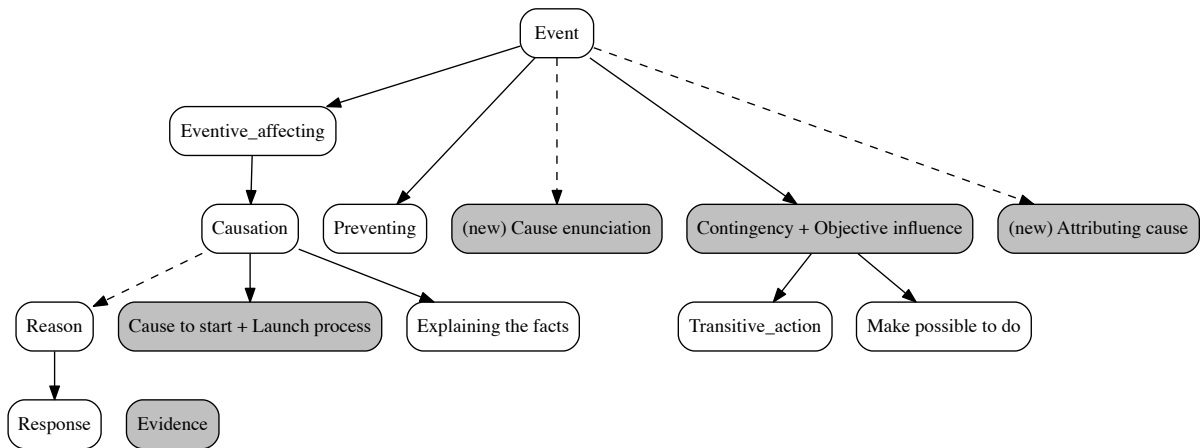 Event
Eventive_affecting
Causation
Preventing
(new) Cause enunciation
Contingency + Objective influence
(new) Attributing cause
Reason
Cause to start + Launch process
Explaining the facts
Transitive_action
Make possible to do
Response
Evidence